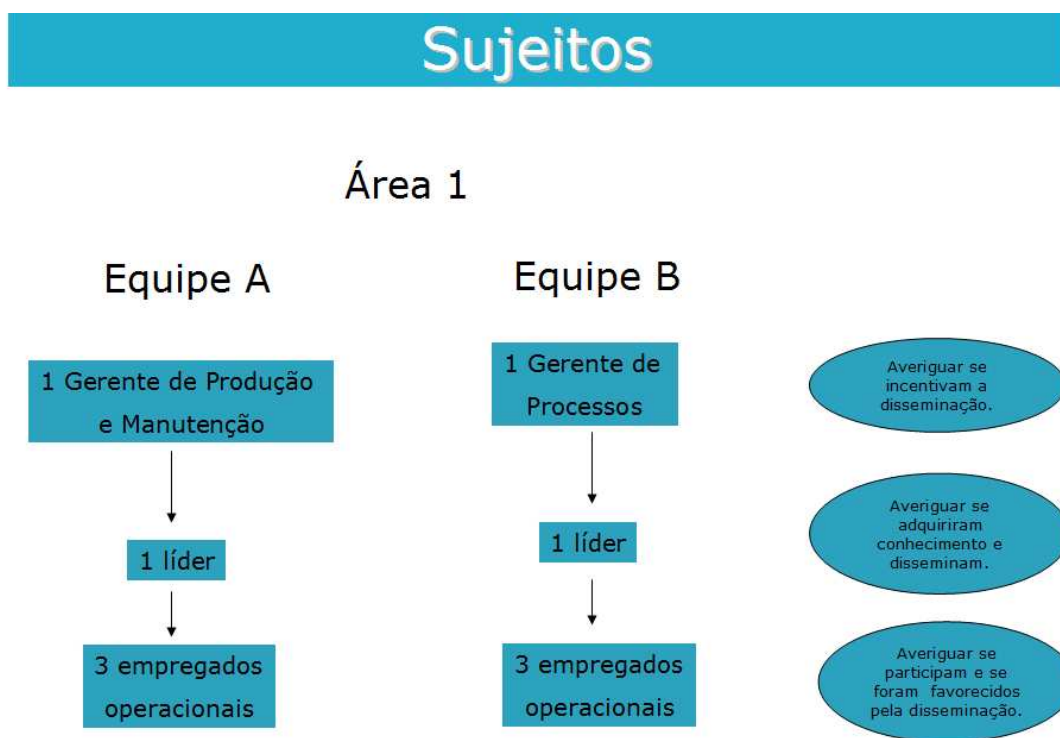 Sujeitos
Área 1
Equipe A
Equipe B
1 Gerente de Produção
e Manutenção
1 Gerente de
Processos
Averiguar se
incentivam a
disseminação.
1 líder
1 líder
Averiguar se
adquiriram
conhecimento e
disseminam.
3 empregados
operacionais
3 empregados
operacionais
Averiguar se
participam e se
foram favorecidos
pela disseminação.